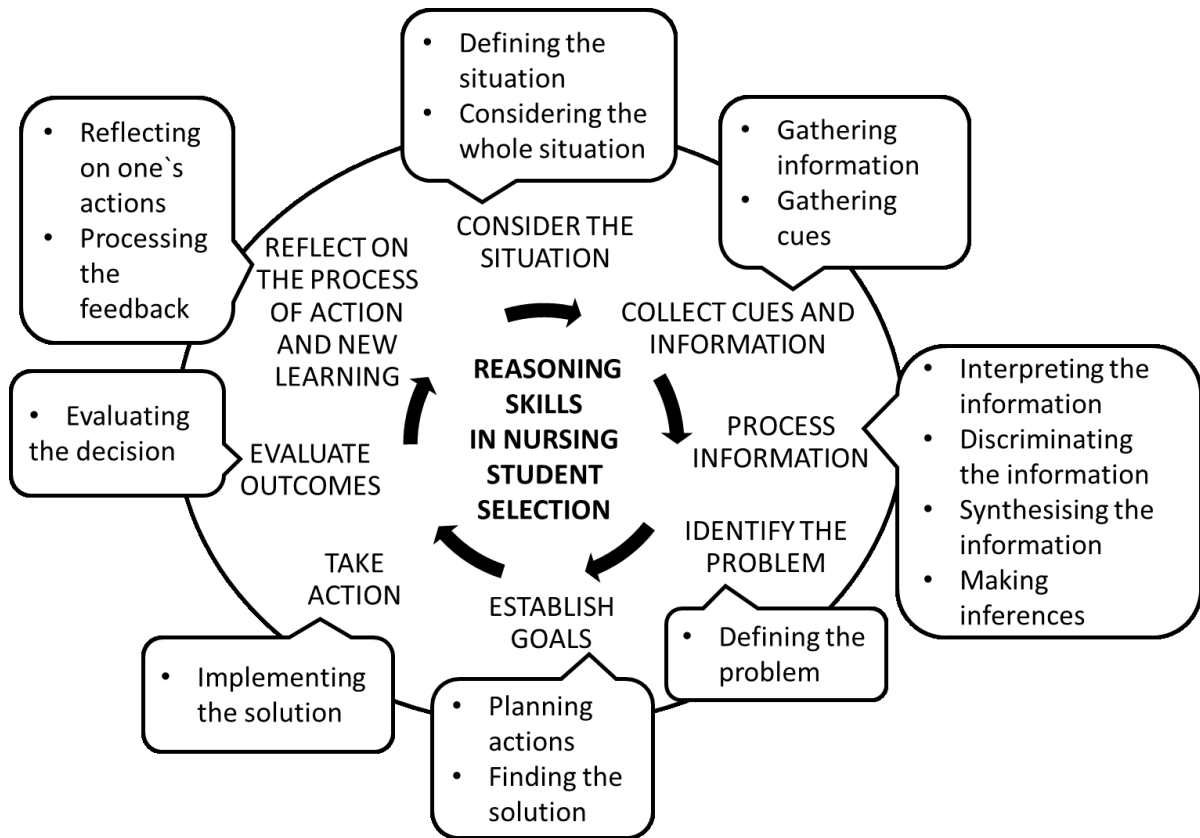 • Defining the
situation
• Considering the
whole situation
CONSIDER THE
SITUATION
• Gathering
information
• Gathering
cues
COLLECT CUES AND
INFORMATION
• Interpreting the
information
• Discriminating
the information
• Synthesising the
information
• Making
inferences
PROCESS
INFORMATION
IDENTIFY THE
PROBLEM
• Defining the
problem
ESTABLISH
GOALS
• Planning
actions
• Finding the
solution
TAKE
ACTION
• Implementing
the solution
EVALUATE
OUTCOMES
• Evaluating
the decision
REFLECT ON
THE PROCESS
OF ACTION
AND NEW
LEARNING
• Reflecting
on one`s
actions
• Processing
the
feedback
REASONING
SKILLS
IN NURSING
STUDENT
SELECTION